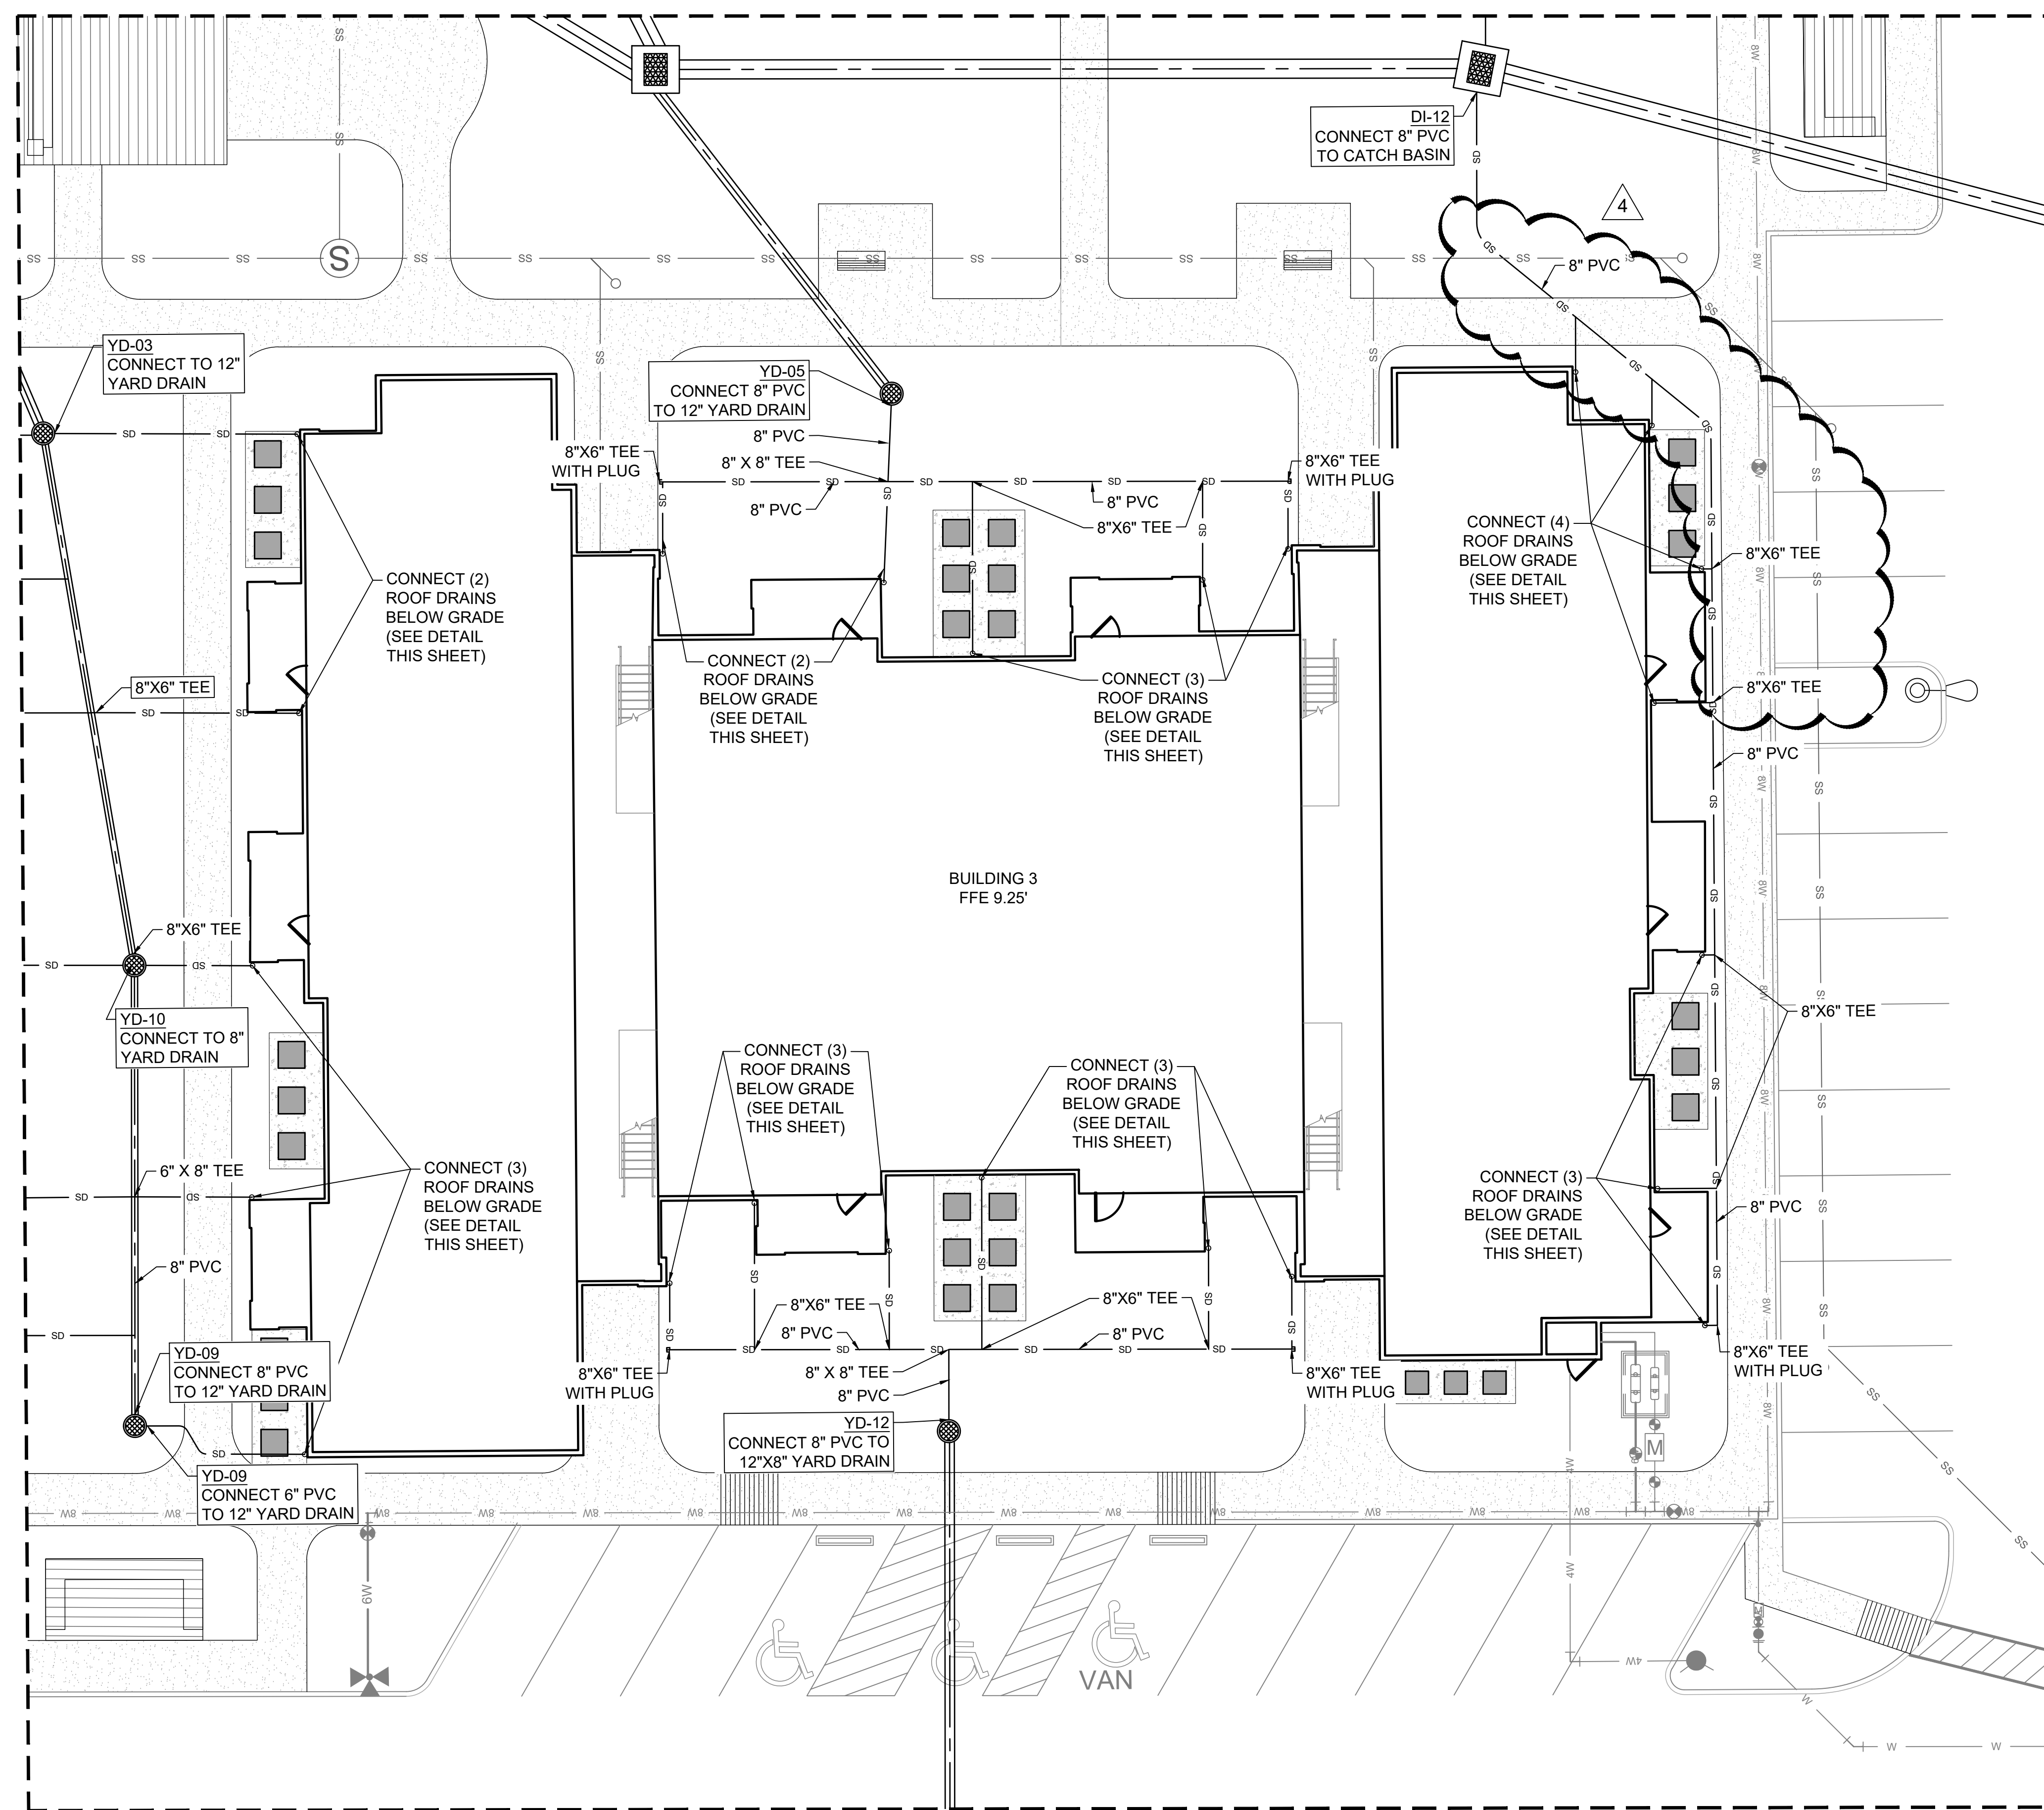 DI-12
CONNECT 8" PVC
TO CATCH BASIN
4
8" PVC
S
YD-03
CONNECT TO 12"
YARD DRAIN
YD-05
CONNECT 8" PVC
TO 12" YARD DRAIN
8" PVC
8" X 8" TEE
8" PVC
8"X6" TEE
WITH PLUG
8"X6" TEE
WITH PLUG
8" PVC
8"X6" TEE
CONNECT (2)
ROOF DRAINS
BELOW GRADE
(SEE DETAIL
THIS SHEET)
CONNECT (2)
ROOF DRAINS
BELOW GRADE
(SEE DETAIL
THIS SHEET)
CONNECT (3)
ROOF DRAINS
BELOW GRADE
(SEE DETAIL
THIS SHEET)
CONNECT (4)
ROOF DRAINS
BELOW GRADE
(SEE DETAIL
THIS SHEET)
8"X6" TEE
8"X6" TEE
8" PVC
8"X6" TEE
BUILDING 3
FFE 9.25'
8"X6" TEE
YD-10
CONNECT TO 8"
YARD DRAIN
8"X6" TEE
CONNECT (3)
ROOF DRAINS
BELOW GRADE
(SEE DETAIL
THIS SHEET)
CONNECT (3)
ROOF DRAINS
BELOW GRADE
(SEE DETAIL
THIS SHEET)
6" X 8" TEE
CONNECT (3)
ROOF DRAINS
BELOW GRADE
(SEE DETAIL
THIS SHEET)
CONNECT (3)
ROOF DRAINS
BELOW GRADE
(SEE DETAIL
THIS SHEET)
8" PVC
8" PVC
8"X6" TEE
8" PVC
8"X6" TEE
8" PVC
8" X 8" TEE
8" PVC
8"X6" TEE
WITH PLUG
8"X6" TEE
WITH PLUG
8"X6" TEE
WITH PLUG
YD-09
CONNECT 8" PVC
TO 12" YARD DRAIN
YD-12
CONNECT 8" PVC TO
12"X8" YARD DRAIN
YD-09
CONNECT 6" PVC
TO 12" YARD DRAIN
M
6W
4W
4W
4W
VAN
W
W
W
SS
SD
8W